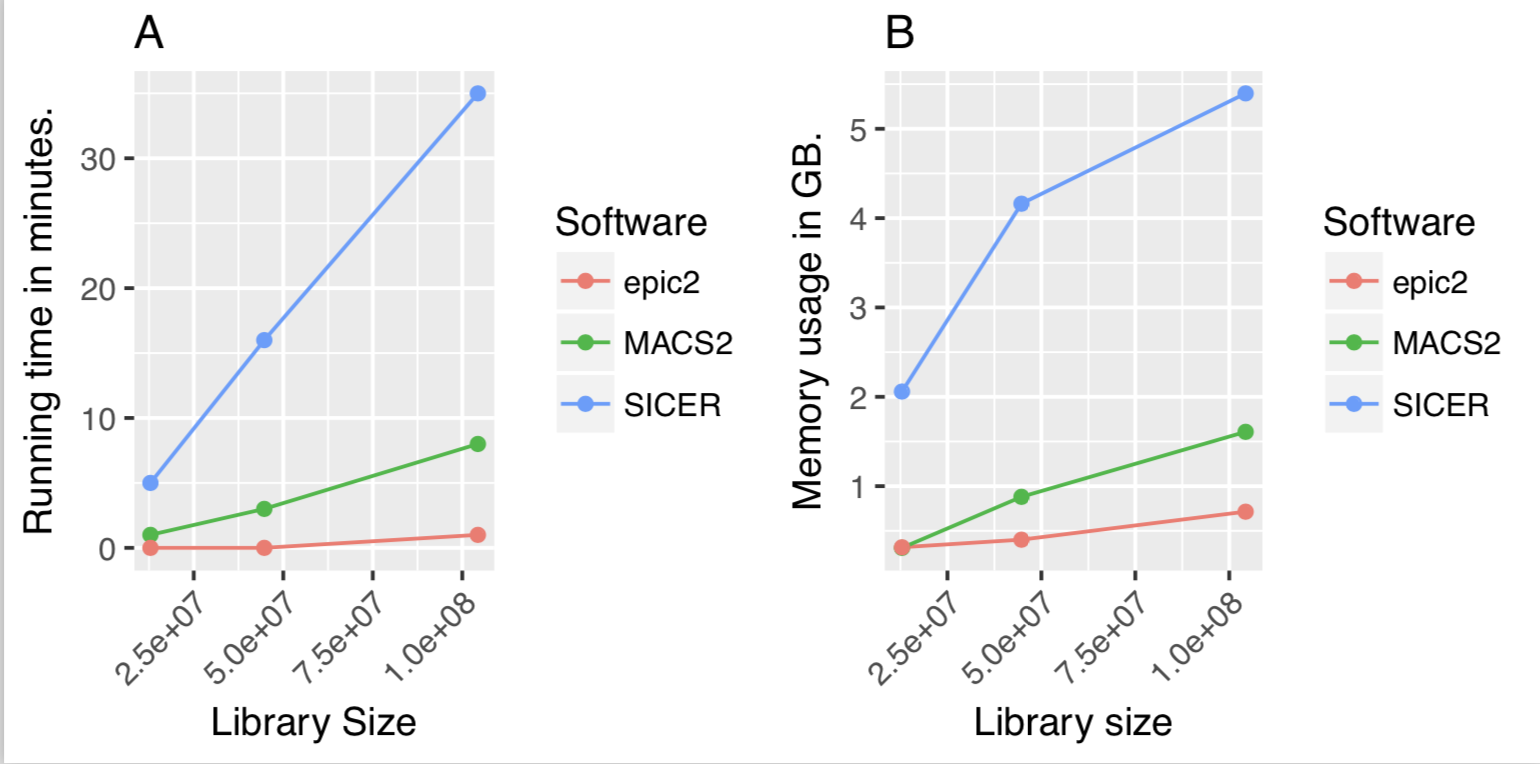 A
Running time in minutes.
30
20
10
0
2.5e+07
5.0e+07
7.5e+07
1.0e+08
Library Size
Software
epic2
MACS2
SICER
B
Memory usage in GB.
5
4
3
2
1
2.5e+07
5.0e+07
7.5e+07
1.0e+08
Library size
Software
epic2
MACS2
SICER